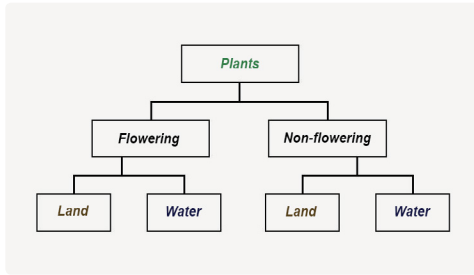 Plants
Flowering
Non-flowering
Land
Water
Land
Water